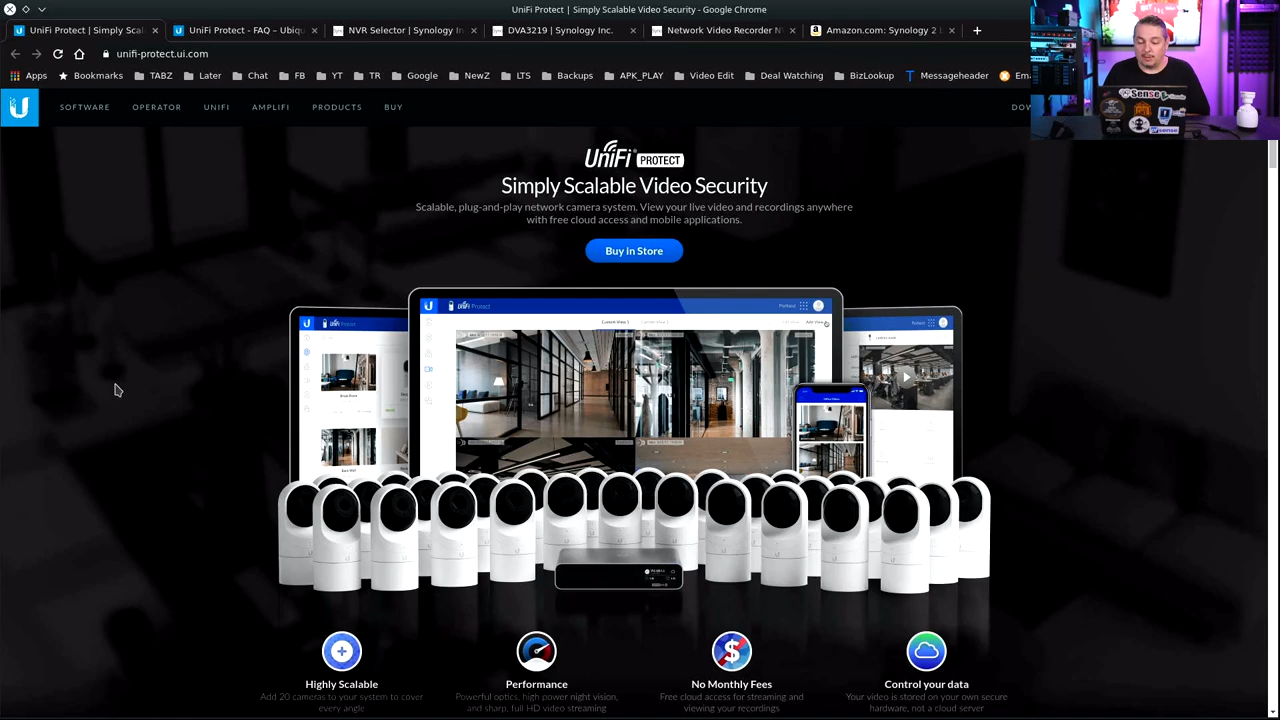 UniFi Protect | Simply Scalable Video Security - Google Chrome
UniFi Protect | Simply Scal
UniFi Protect - FAQ – Ubiqu
NVR Selector | Synology In
DVA3219 | Synology Inc.
Network Video Recorder N
Amazon.com: Synology 2
unifi-protect.ui.com
Apps
Bookmarks
TABZ
Later
Chat
FB
Google
NewZ
LTS
Backups
APK_PLAY
Video Edit
Deal Watching
BizLookup
Messageheader
Ema
SOFTWARE
OPERATOR
UNIFI
AMPLIFI
PRODUCTS
BUY
DOW
UniFi PROTECT
Simply Scalable Video Security
Scalable, plug-and-play network camera system. View your live video and recordings anywhere
with free cloud access and mobile applications.
Buy in Store
UniFi Protect
Highly Scalable
Add 20 cameras to your system to cover
every angle
Performance
Powerful optics, high power night vision,
and sharp, full HD video streaming
No Monthly Fees
Free cloud access for streaming and
viewing your recordings
Control your data
Your video is stored on your own secure
hardware, not a cloud server